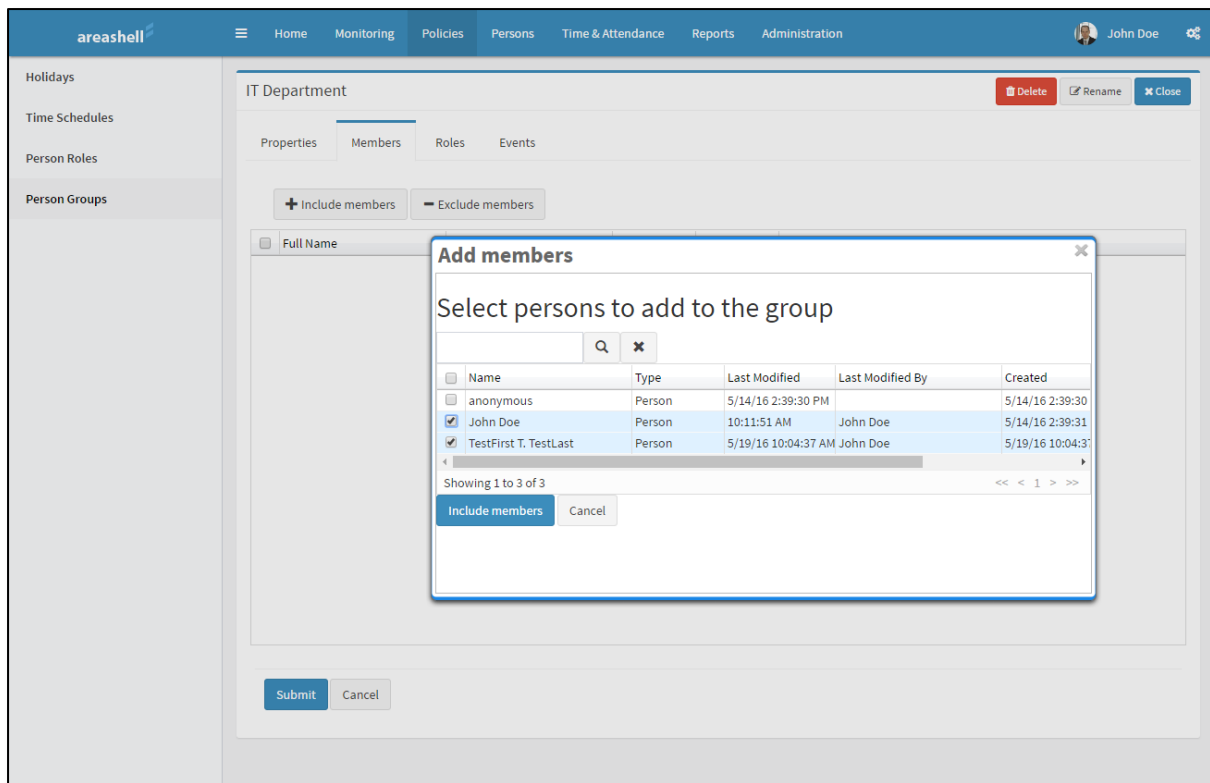 areashell
Home Monitoring Policies Persons Time & Attendance Reports Administration John Doe
Holidays
Time Schedules
Person Roles
Person Groups
IT Department Delete Rename Close
Properties Members Roles Events
Include members Exclude members
Full Name
Add members
Select persons to add to the group
Name Type Last Modified Last Modified By Created
anonymous Person 5/14/16 2:39:30 PM 5/14/16 2:39:30
John Doe Person 10:11:51 AM John Doe 5/14/16 2:39:31
TestFirst T. TestLast Person 5/19/16 10:04:37 AM John Doe 5/19/16 10:04:37
Showing 1 to 3 of 3 << < 1 > >>
Include members Cancel
Submit Cancel